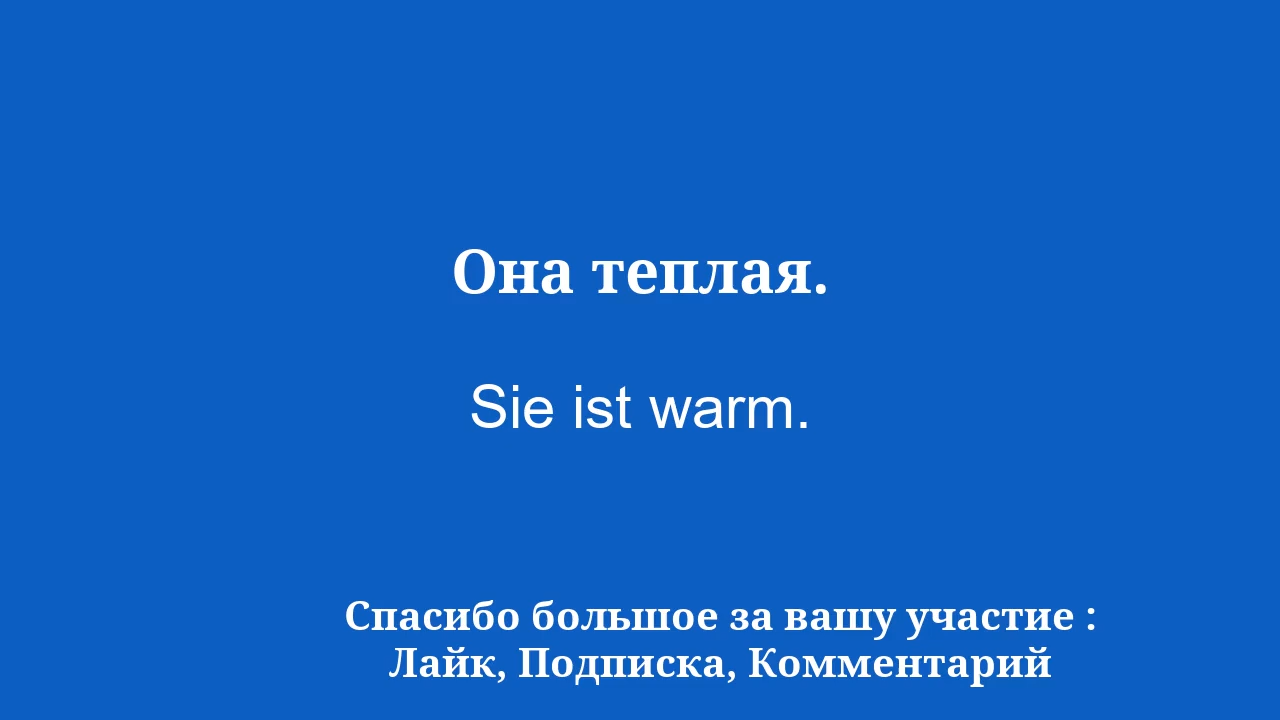 Она теплая.
Sie ist warm.
Спасибо большое за вашу участие :
Лайк, Подписка, Комментарий